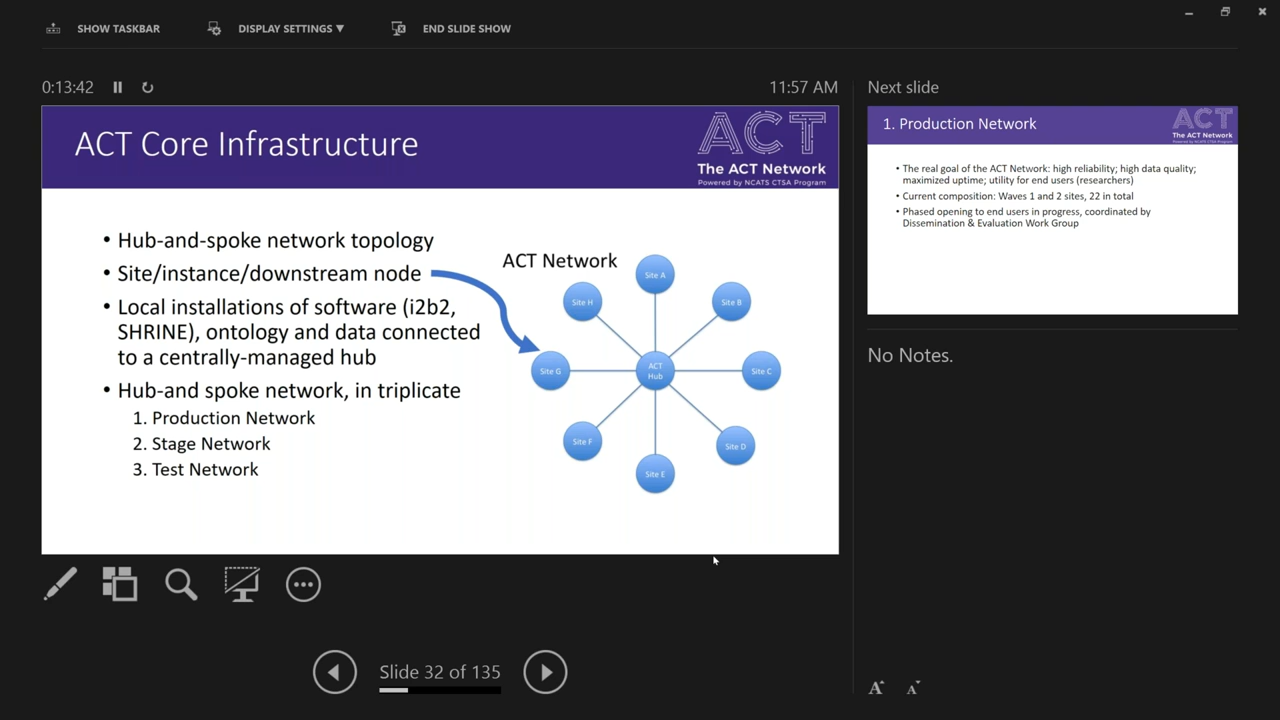 SHOW TASKBAR
DISPLAY SETTINGS ▼
END SLIDE SHOW
0:13:42
11:57 AM
ACT Core Infrastructure
ACT
The ACT Network
Powered by NCATS CTSA Program
• Hub-and-spoke network topology
• Site/instance/downstream node
• Local installations of software (i2b2,
SHRINE), ontology and data connected
to a centrally-managed hub
• Hub-and spoke network, in triplicate
1. Production Network
2. Stage Network
3. Test Network
ACT Network
Site A
Site H
Site B
Site G
ACT
Hub
Site C
Site F
Site D
Site E
Slide 32 of 135
Next slide
1. Production Network
ACT
The ACT Network
Powered by NCATS CTSA Program
• The real goal of the ACT Network: high reliability; high data quality;
maximized uptime; utility for end users (researchers)
• Current composition: Waves 1 and 2 sites, 22 in total
• Phased opening to end users in progress, coordinated by
Dissemination & Evaluation Work Group
No Notes.
A A